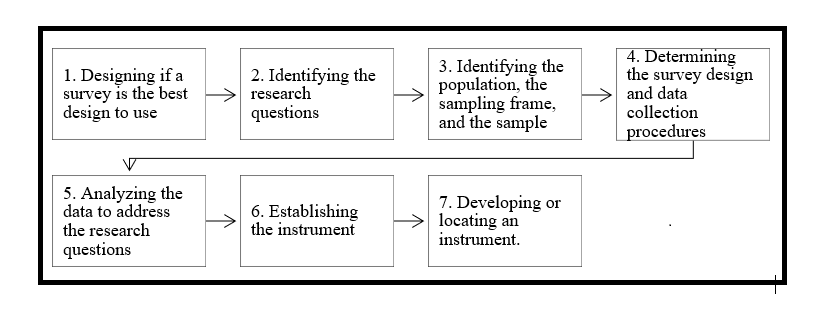 1. Designing if a
survey is the best
design to use
2. Identifying the
research
questions
3. Identifying the
population, the
sampling frame,
and the sample
4. Determining
the survey design
and data
collection
procedures
5. Analyzing the
data to address
the research
questions
6. Establishing
the instrument
7. Developing or
locating an
instrument.